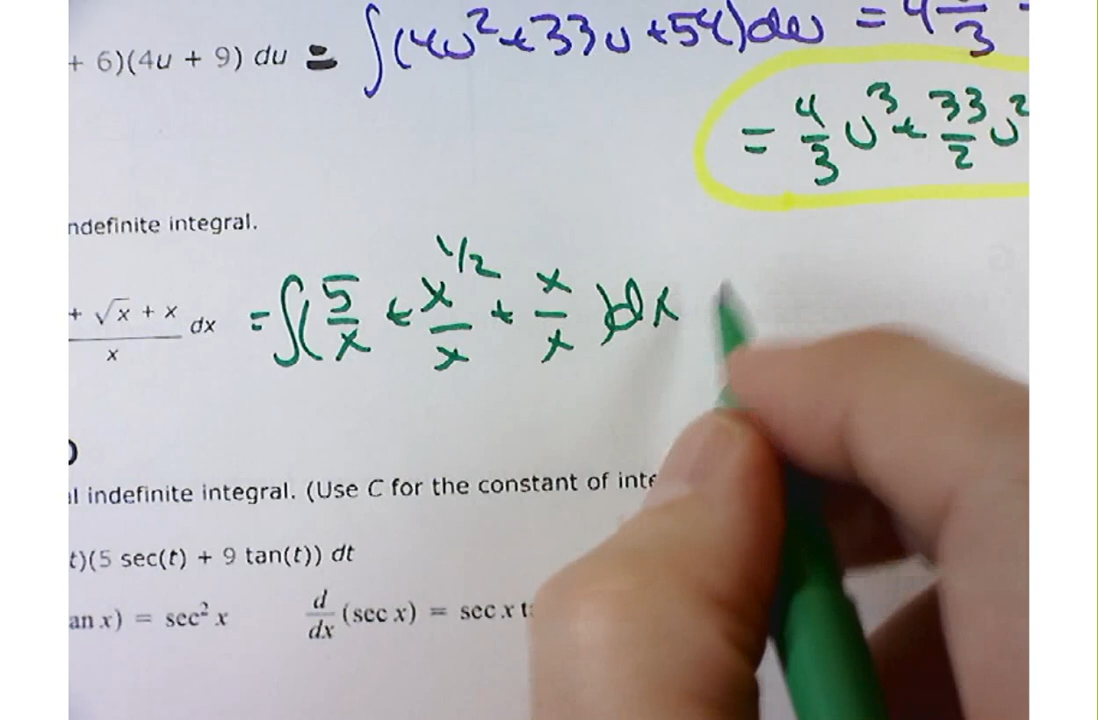 + 6)(4u + 9) du = ∫(4u² + 33u + 54)du = 4 — 3
= 4/3 u³ + 33/2 u²
ndefinite integral.
+ √x + x / x dx = ∫(5/x + x^1/2 / x + x/x)dx
)
l indefinite integral. (Use C for the constant of inte
t)(5 sec(t) + 9 tan(t)) dt
an x) = sec² x d/dx (sec x) = sec x t